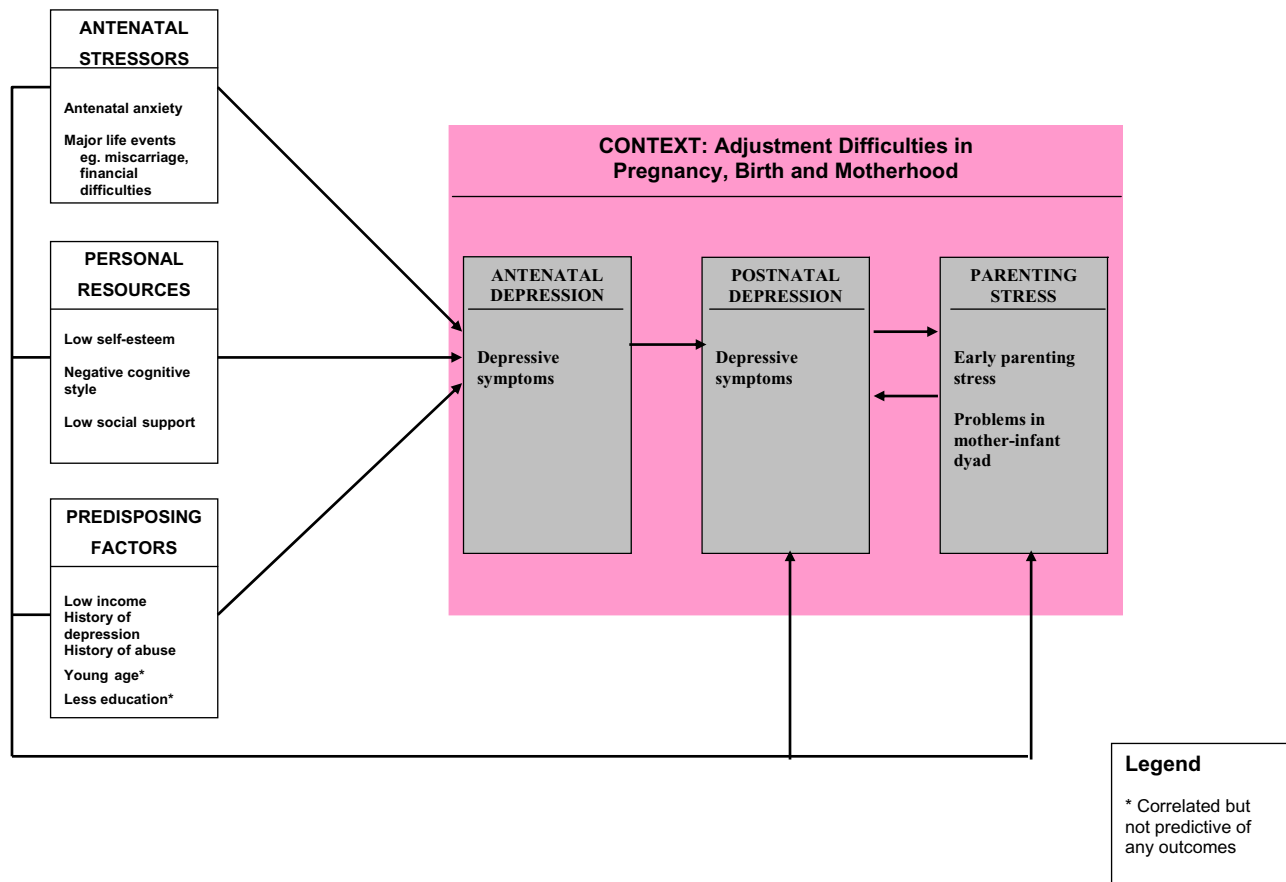 ANTENATAL
STRESSORS
Antenatal anxiety
Major life events
eg. miscarriage,
financial
difficulties
PERSONAL
RESOURCES
Low self-esteem
Negative cognitive
style
Low social support
PREDISPOSING
FACTORS
Low income
History of
depression
History of abuse
Young age*
Less education*
CONTEXT: Adjustment Difficulties in
Pregnancy, Birth and Motherhood
ANTENATAL
DEPRESSION
Depressive
symptoms
POSTNATAL
DEPRESSION
Depressive
symptoms
PARENTING
STRESS
Early parenting
stress
Problems in
mother-infant
dyad
Legend
* Correlated but
not predictive of
any outcomes